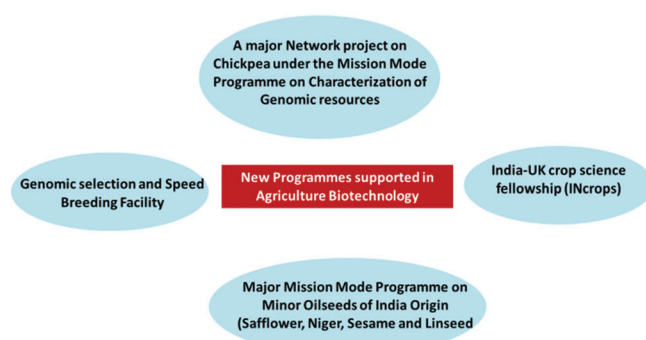 A major Network project on
Chickpea under the Mission Mode
Programme on Characterization of
Genomic resources
Genomic selection and Speed
Breeding Facility
New Programmes supported in
Agriculture Biotechnology
India-UK crop science
fellowship (INcrops)
Major Mission Mode Programme on
Minor Oilseeds of India Origin
(Safflower, Niger, Sesame and Linseed